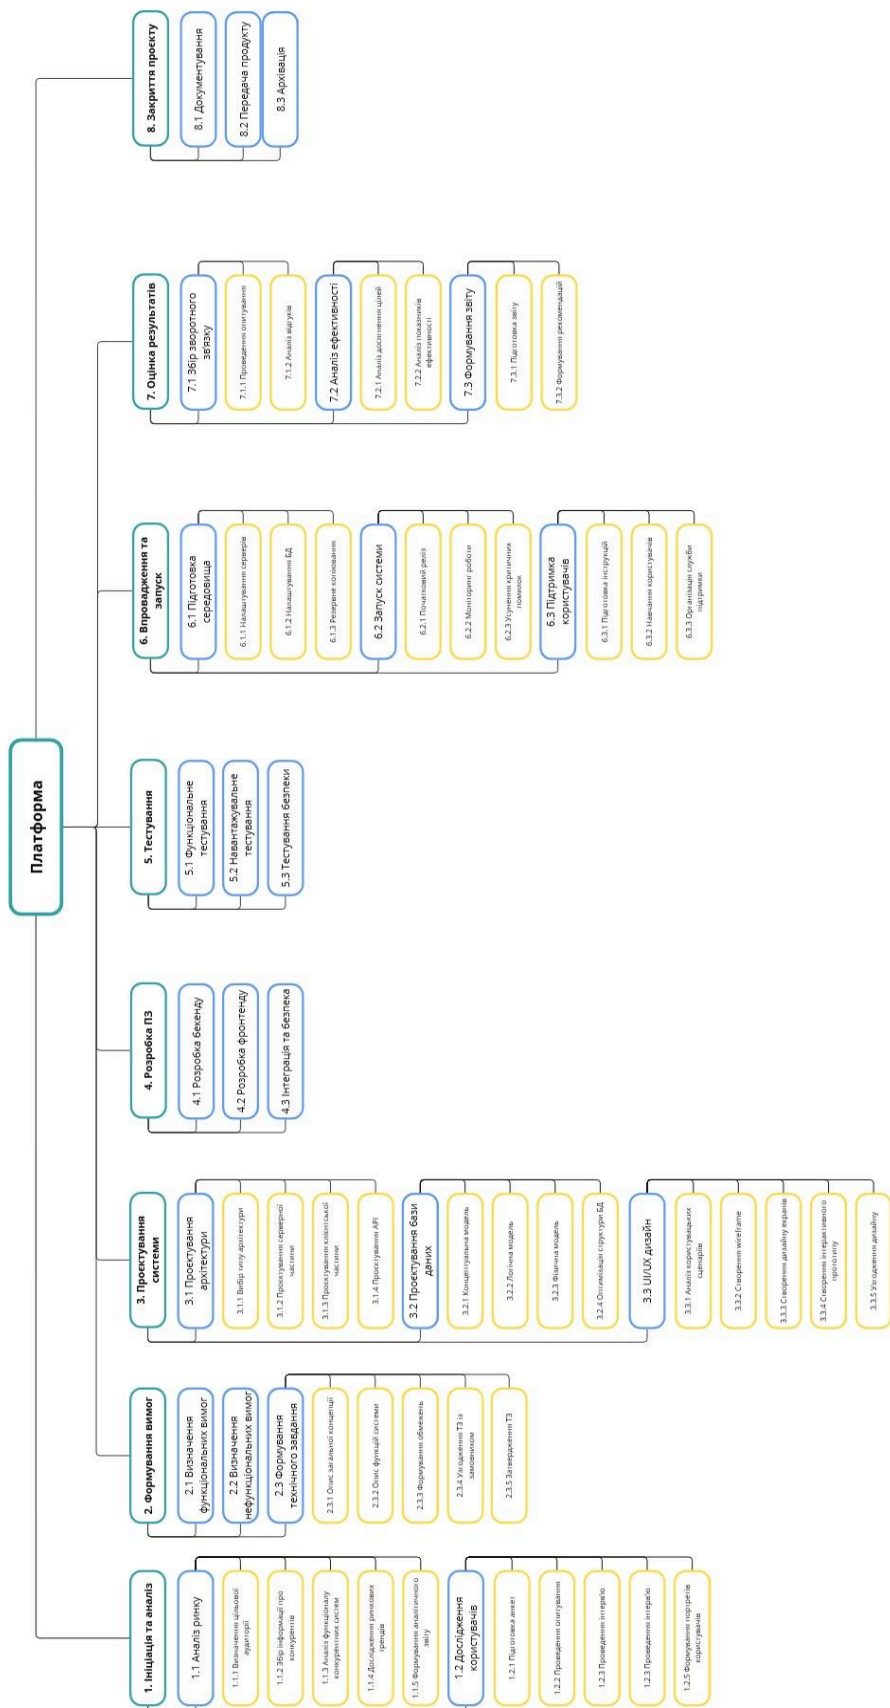 Платформа
1. Ініціація та аналіз
1.1 Аналіз ринку
1.1.1 Визначення цільової
аудиторії
1.1.2 Збір інформації про
конкурентів
1.1.3 Аналіз функціоналу
конкурентних систем
1.1.4 Дослідження ринкових
трендів
1.1.5 Формування аналітичного
звіту
1.2 Дослідження
користувачів
1.2.1 Підготовка анкет
1.2.2 Проведення опитування
1.2.3 Проведення інтерв'ю
1.2.3 Проведення інтерв'ю
1.2.5 Формування портретів
користувачів
2. Формування вимог
2.1 Визначення
функціональних вимог
2.2 Визначення
нефункціональних вимог
2.3 Формування
технічного завдання
2.3.1 Опис загальної концепції
2.3.2 Опис функцій системи
2.3.3 Формування обмежень
2.3.4 Узгодження ТЗ із
замовником
2.3.5 Затвердження ТЗ
3. Проєктування
системи
3.1 Проєктування
архітектури
3.1.1 Вибір типу архітектури
3.1.2 Проєктування серверної
частини
3.1.3 Проєктування клієнтської
частини
3.1.4 Проєктування API
3.2 Проєктування бази
даних
3.2.1 Концептуальна модель
3.2.2 Логічна модель
3.2.3 Фізична модель
3.2.4 Оптимізація структури БД
3.3 UI/UX дизайн
3.3.1 Аналіз користувацьких
сценаріїв
3.3.2 Створення wireframe
3.3.3 Створення дизайну екранів
3.3.4 Створення інтерактивного
прототипу
3.3.5 Узгодження дизайну
4. Розробка ПЗ
4.1 Розробка бекенду
4.2 Розробка фронтенду
4.3 Інтеграція та безпека
5. Тестування
5.1 Функціональне
тестування
5.2 Навантажувальне
тестування
5.3 Тестування безпеки
6. Впровадження та
запуск
6.1 Підготовка
середовища
6.1.1 Налаштування серверів
6.1.2 Налаштування БД
6.1.3 Резервне копіювання
6.2 Запуск системи
6.2.1 Початковий реліз
6.2.2 Моніторинг роботи
6.2.3 Усунення критичних
помилок
6.3 Підтримка
користувачів
6.3.1 Підготовка інструкцій
6.3.2 Навчання користувачів
6.3.3 Організація служби
підтримки
7. Оцінка результатів
7.1 Збір зворотного
зв'язку
7.1.1 Проведення опитування
7.1.2 Аналіз відгуків
7.2 Аналіз ефективності
7.2.1 Аналіз досягнення цілей
7.2.2 Аналіз показників
ефективності
7.3 Формування звіту
7.3.1 Підготовка звіту
7.3.2 Формування рекомендацій
8. Закриття проєкту
8.1 Документування
8.2 Передача продукту
8.3 Архівація